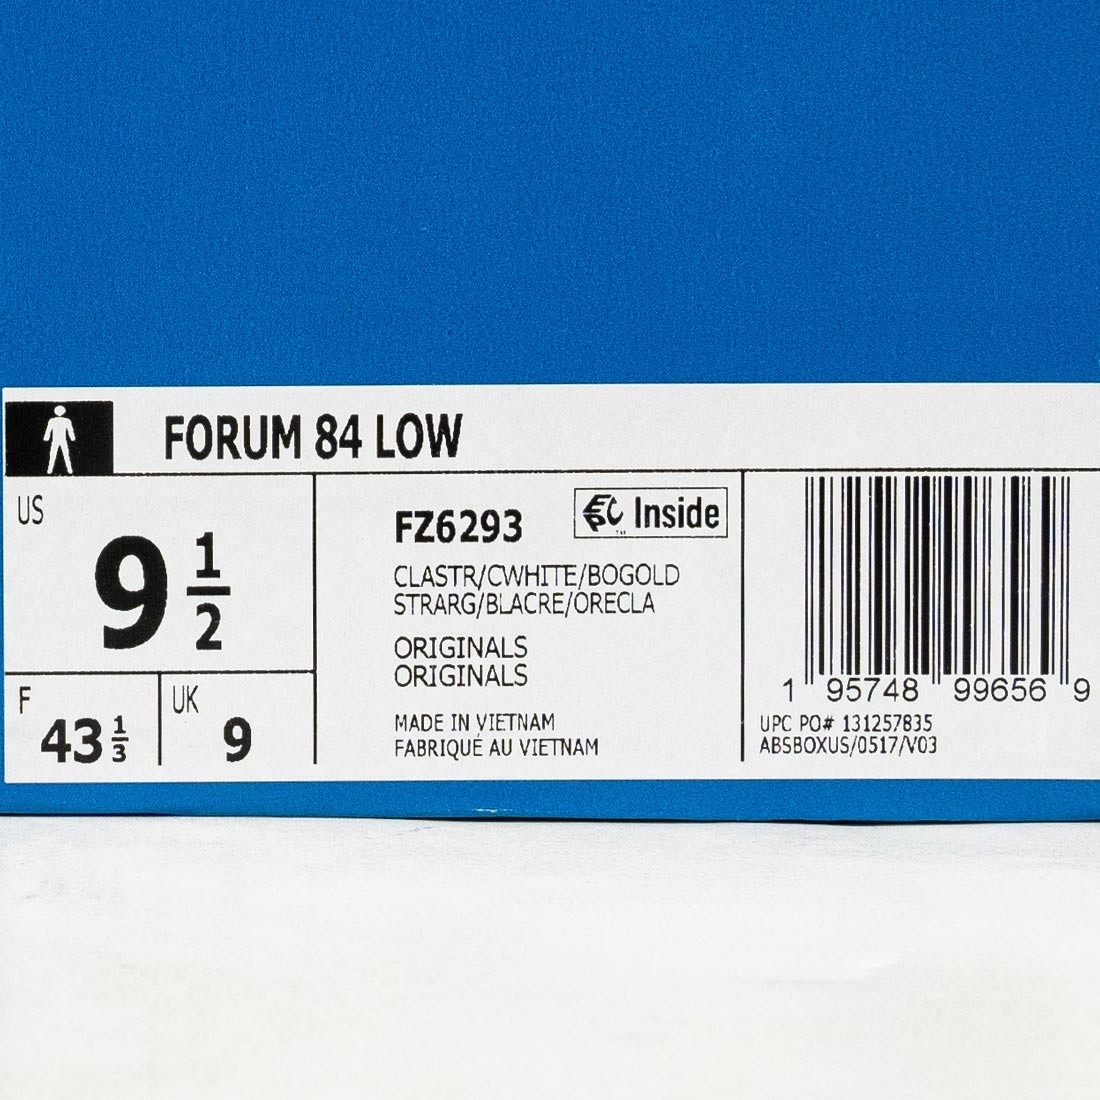 FORUM 84 LOW
US
9 1/2
F
43 1/3
UK
9
FZ6293
Inside
™
CLASTR/CWHITE/BOGOLD
STRARG/BLACRE/ORECLA
ORIGINALS
ORIGINALS
MADE IN VIETNAM
FABRIQUÉ AU VIETNAM
1 95748 99656 9
UPC PO# 131257835
ABSBOXUS/0517/V03